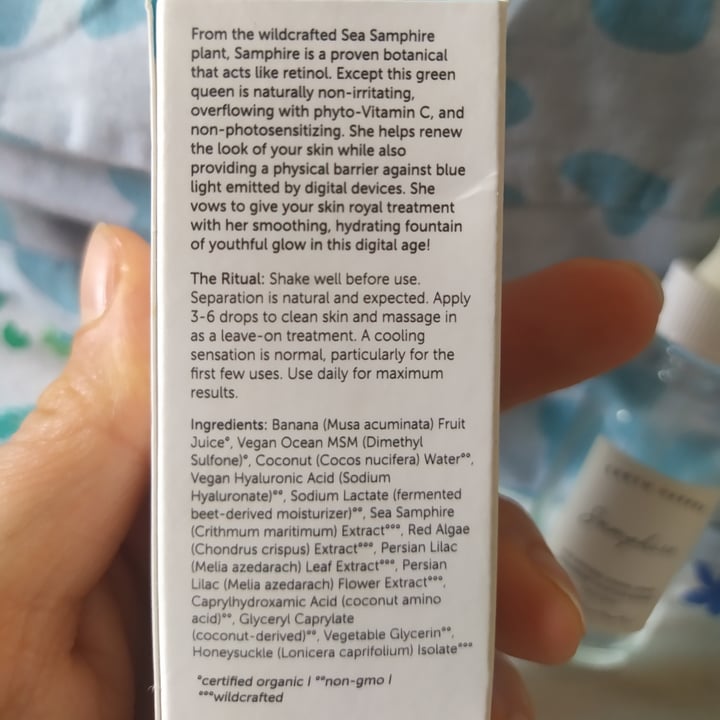 From the wildcrafted Sea Samphire
plant, Samphire is a proven botanical
that acts like retinol. Except this green
queen is naturally non-irritating,
overflowing with phyto-Vitamin C, and
non-photosensitizing. She helps renew
the look of your skin while also
providing a physical barrier against blue
light emitted by digital devices. She
vows to give your skin royal treatment
with her smoothing, hydrating fountain
of youthful glow in this digital age!
The Ritual: Shake well before use.
Separation is natural and expected. Apply
3-6 drops to clean skin and massage in
as a leave-on treatment. A cooling
sensation is normal, particularly for the
first few uses. Use daily for maximum
results.
Ingredients: Banana (Musa acuminata) Fruit
Juice°, Vegan Ocean MSM (Dimethyl
Sulfone)°, Coconut (Cocos nucifera) Water°°,
Vegan Hyaluronic Acid (Sodium
Hyaluronate)°°, Sodium Lactate (fermented
beet-derived moisturizer)°°, Sea Samphire
(Crithmum maritimum) Extract°°°, Red Algae
(Chondrus crispus) Extract°°°, Persian Lilac
(Melia azedarach) Leaf Extract°°°, Persian
Lilac (Melia azedarach) Flower Extract°°°,
Caprylhydroxamic Acid (coconut amino
acid)°°, Glyceryl Caprylate
(coconut-derived)°°, Vegetable Glycerin°°,
Honeysuckle (Lonicera caprifolium) Isolate°°°
°certified organic | °°non-gmo |
°°°wildcrafted
Samphire